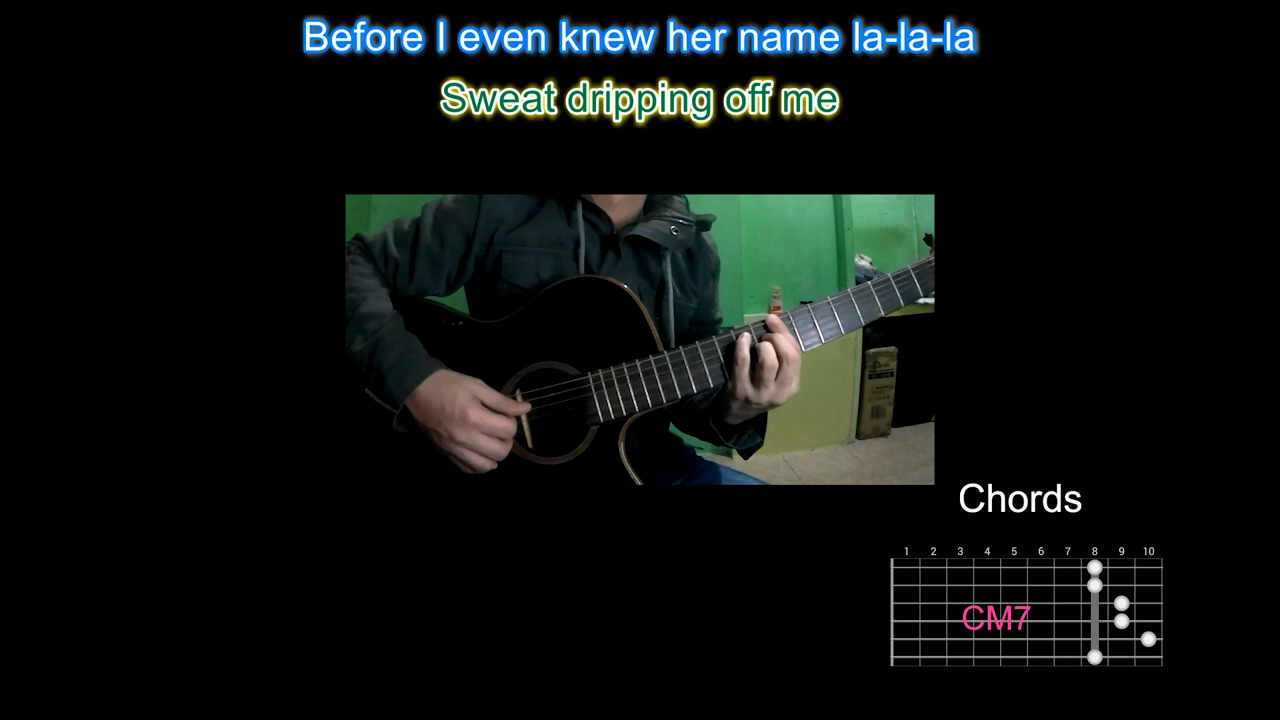 Before I even knew her name la-la-la
Sweat dripping off me
Chords
1 2 3 4 5 6 7 8 9 10
CM7